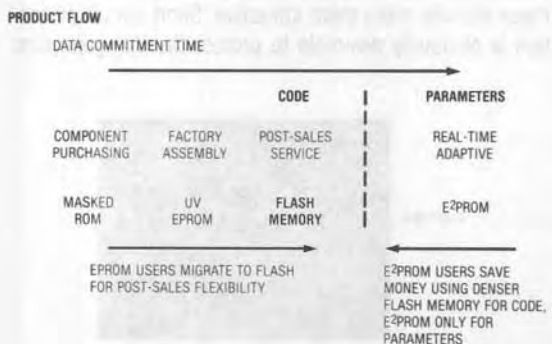 PRODUCT FLOW
DATA COMMITMENT TIME
CODE PARAMETERS
COMPONENT PURCHASING FACTORY ASSEMBLY POST-SALES SERVICE REAL-TIME ADAPTIVE
MASKED ROM UV EPROM FLASH MEMORY E²PROM
EPROM USERS MIGRATE TO FLASH
FOR POST-SALES FLEXIBILITY
E²PROM USERS SAVE
MONEY USING DENSER
FLASH MEMORY FOR CODE,
E²PROM ONLY FOR
PARAMETERS